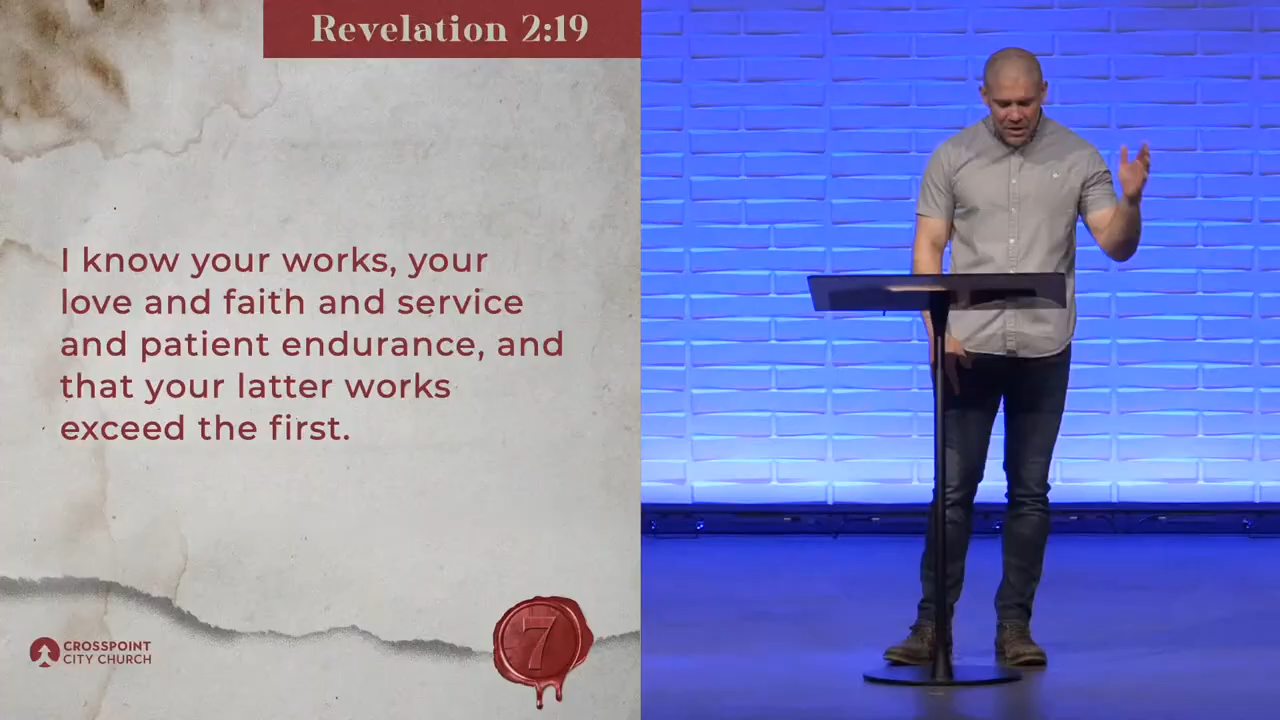 Revelation 2:19
I know your works, your
love and faith and service
and patient endurance, and
that your latter works
exceed the first.
CROSSPOINT
CITY CHURCH
7